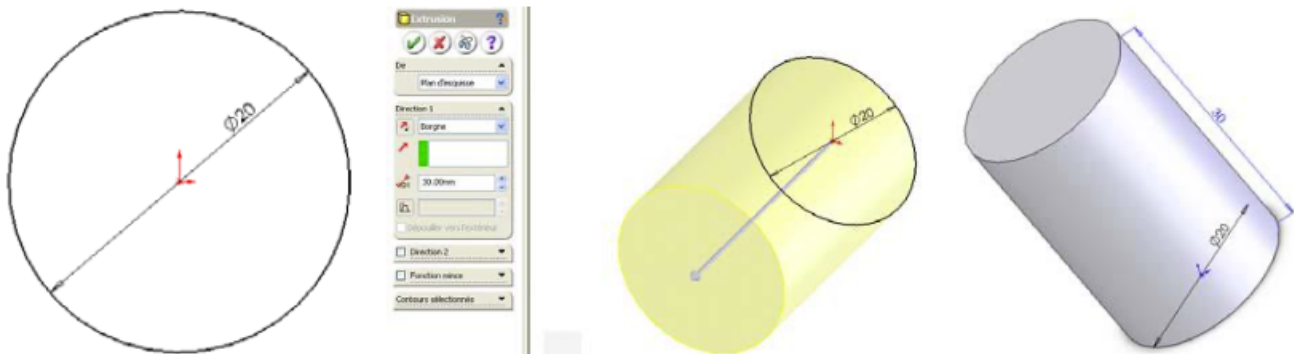 Ø20
Extrusion
?
?
De
Plan d'esquisse
Direction 1
Borgne
30.00mm
Dépouiller vers l'extérieur
Direction 2
Fonction mince
Contours sélectionnés
Ø20
30
Ø20